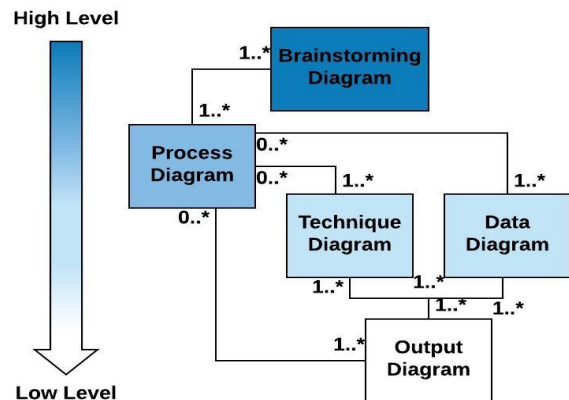 High Level
Brainstorming
Diagram
1..*
1..*
Process
Diagram
0..*
0..*
0..*
1..*
1..*
Technique
Diagram
Data
Diagram
1..*
1..*
1..*
1..*
1..*
Output
Diagram
Low Level